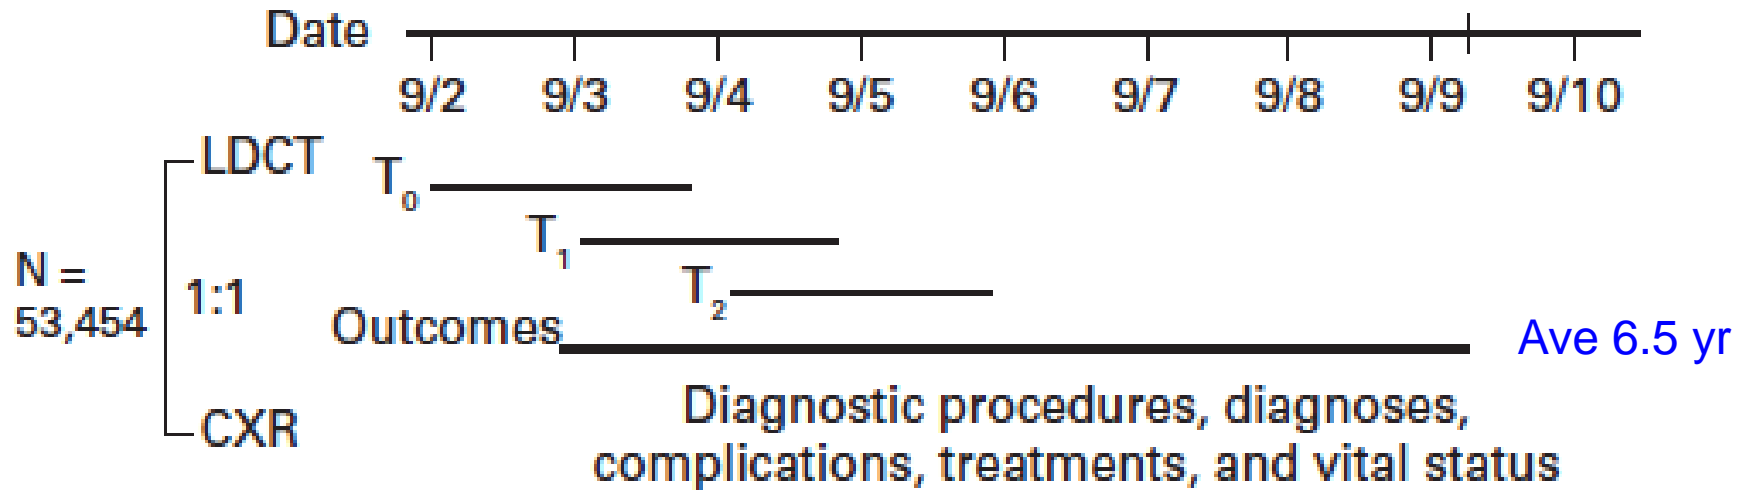 Date
9/2 9/3 9/4 9/5 9/6 9/7 9/8 9/9 9/10
LDCT
T0
T1
N =
53,454
1:1
T2
Outcomes
Ave 6.5 yr
CXR
Diagnostic procedures, diagnoses,
complications, treatments, and vital status